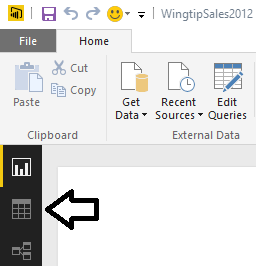 WingtipSales2012
File Home
Paste
Cut
Copy
Get Data
Recent Sources
Edit Queries
Clipboard
External Data